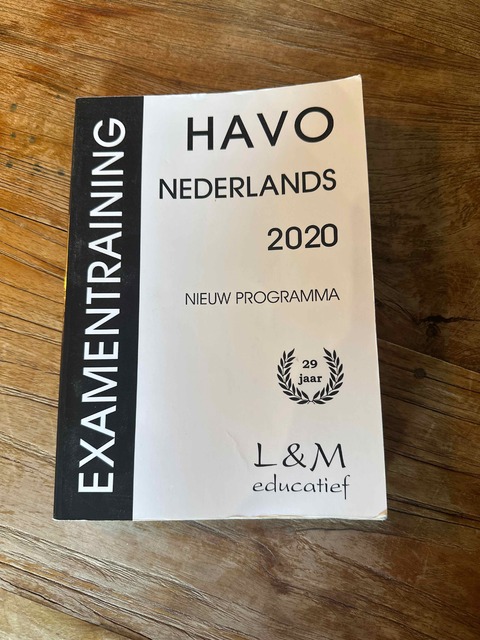 EXAMENTRAINING
HAVO
NEDERLANDS
2020
NIEUW PROGRAMMA
29
jaar
L&M
educatief